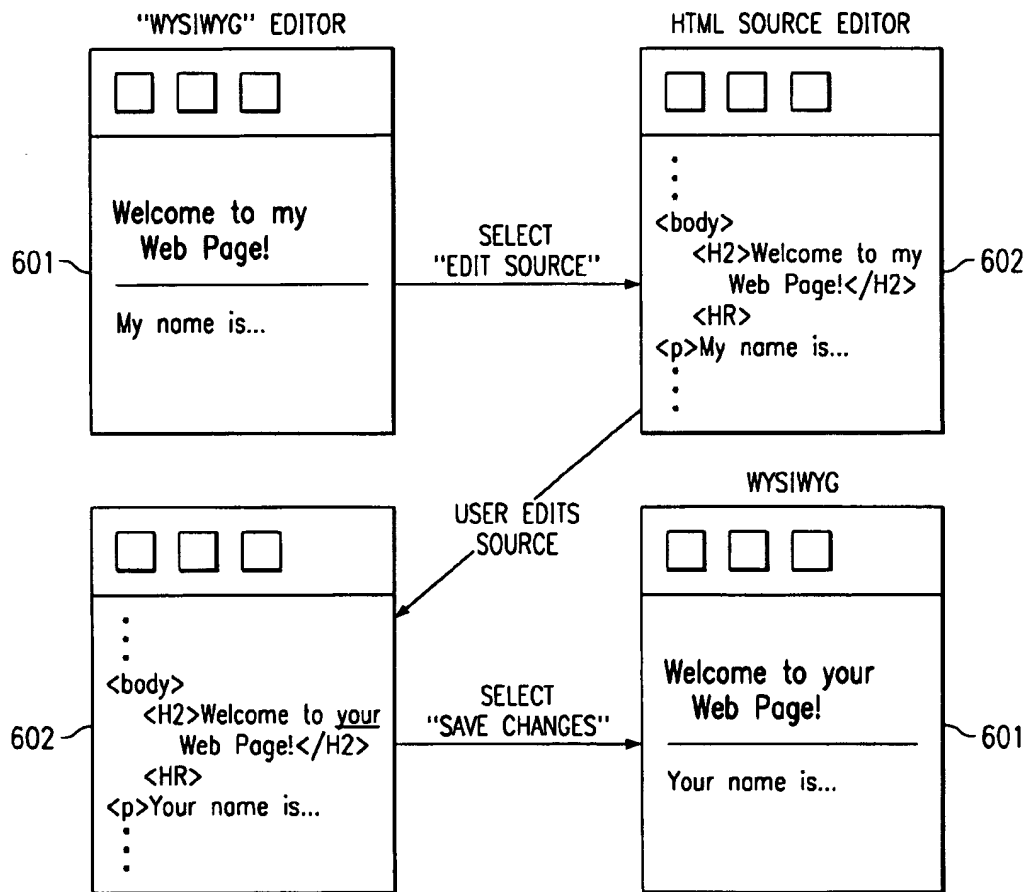 "WYSIWYG" EDITOR
Welcome to my
Web Page!
My name is...
601
SELECT
"EDIT SOURCE"
HTML SOURCE EDITOR
<body>
<H2>Welcome to my
Web Page!</H2>
<HR>
<p>My name is...
602
USER EDITS
SOURCE
<body>
<H2>Welcome to your
Web Page!</H2>
<HR>
<p>Your name is...
602
SELECT
"SAVE CHANGES"
WYSIWYG
Welcome to your
Web Page!
Your name is...
601